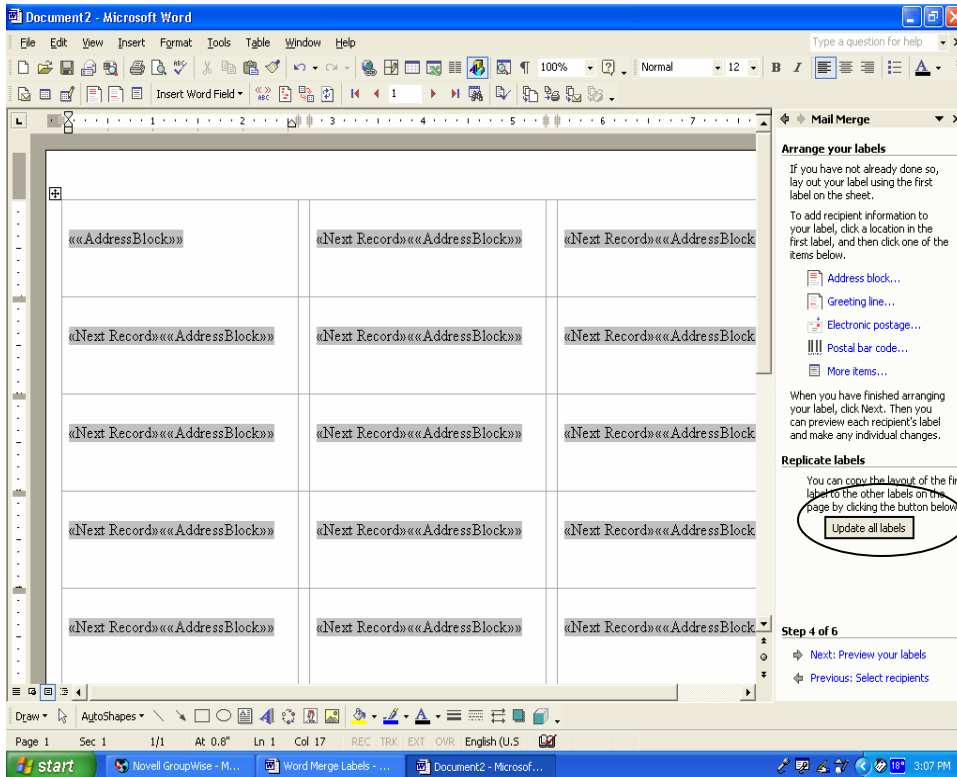 Document2 - Microsoft Word
File Edit View Insert Format Tools Table Window Help
Type a question for help
100% Normal 12 B I A
Insert Word Field 1
1 2 3 4 5 6 7
Mail Merge
Arrange your labels
If you have not already done so,
lay out your label using the first
label on the sheet.
To add recipient information to
your label, click a location in the
first label, and then click one of the
items below.
Address block...
Greeting line...
Electronic postage...
Postal bar code...
More items...
When you have finished arranging
your label, click Next. Then you
can preview each recipient's label
and make any individual changes.
Replicate labels
You can copy the layout of the fir
label to the other labels on the
page by clicking the button below
Update all labels
Step 4 of 6
Next: Preview your labels
Previous: Select recipients
««AddressBlock»» «Next Record»««AddressBlock»» «Next Record»««AddressBlock
«Next Record»««AddressBlock»» «Next Record»««AddressBlock»» «Next Record»««AddressBlock
«Next Record»««AddressBlock»» «Next Record»««AddressBlock»» «Next Record»««AddressBlock
«Next Record»««AddressBlock»» «Next Record»««AddressBlock»» «Next Record»««AddressBlock
«Next Record»««AddressBlock»» «Next Record»««AddressBlock»» «Next Record»««AddressBlock
Draw AutoShapes
Page 1 Sec 1 1/1 At 0.8" Ln 1 Col 17 REC TRK EXT OVR English (U.S
start Novell GroupWise - M... Word Merge Labels - ... Document2 - Microsof... 18° 3:07 PM